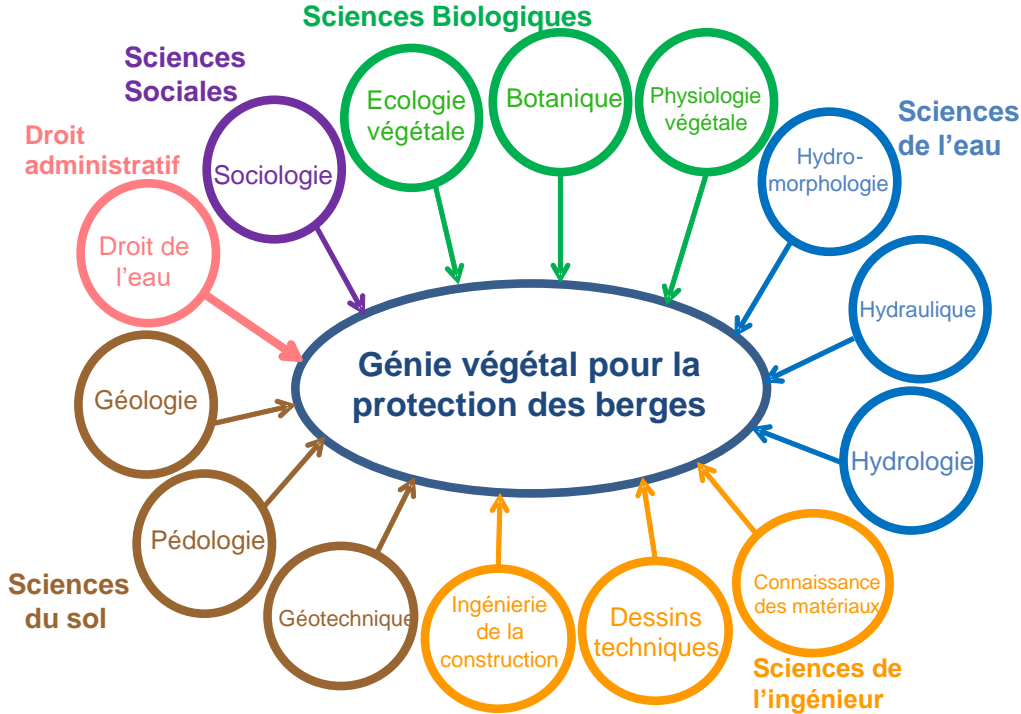 Sciences Biologiques
Sciences
Sociales
Ecologie
végétale
Botanique
Physiologie
végétale
Sciences
de l'eau
Droit
administratif
Sociologie
Hydro-
morphologie
Droit de
l'eau
Hydraulique
Génie végétal pour la
protection des berges
Géologie
Hydrologie
Pédologie
Sciences
du sol
Géotechnique
Ingénierie
de la
construction
Dessins
techniques
Connaissance
des matériaux
Sciences de
l'ingénieur